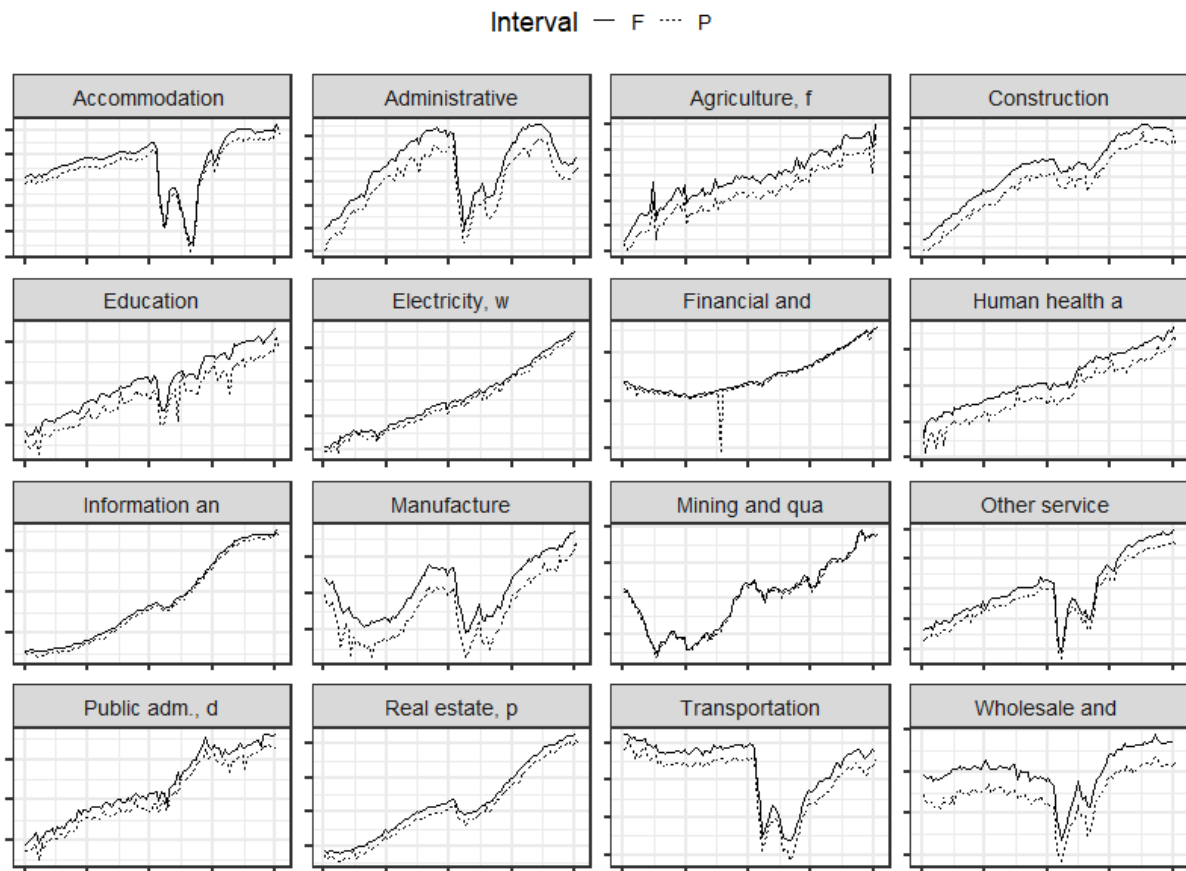 Interval F P
Accommodation Administrative Agriculture, f Construction
Education Electricity, w Financial and Human health a
Information an Manufacture Mining and qua Other service
Public adm., d Real estate, p Transportation Wholesale and